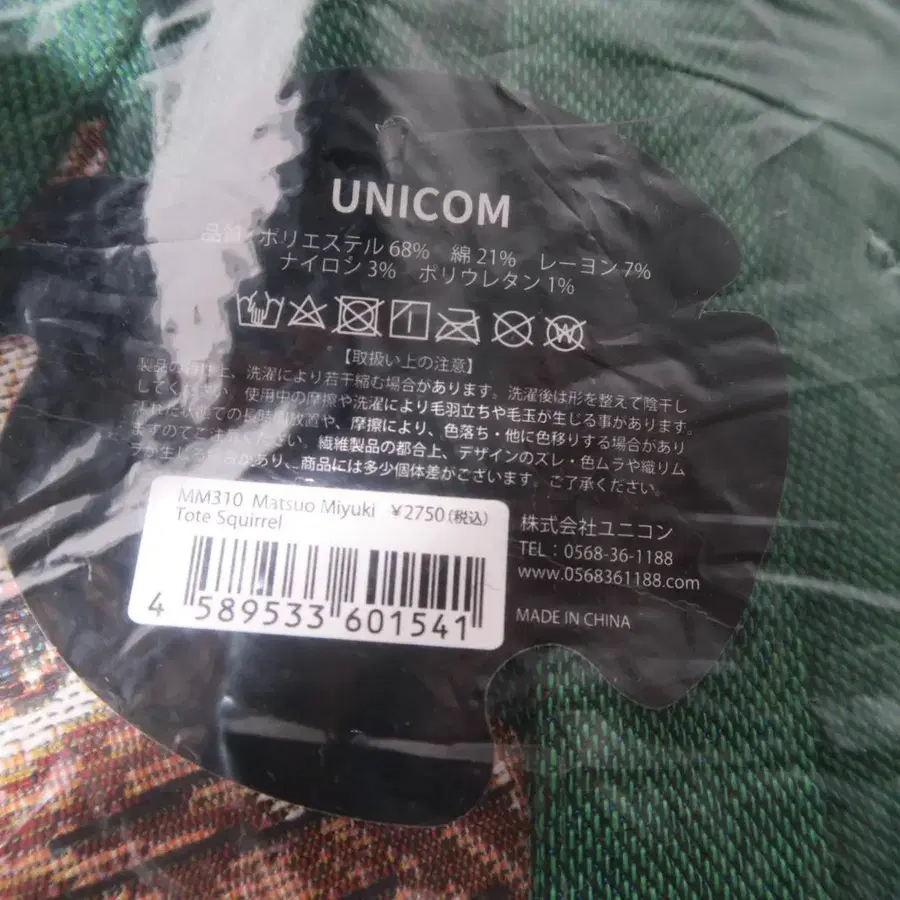 UNICOM
品質：ポリエステル 68%　綿 21%　レーヨン 7%
ナイロン 3%　ポリウレタン 1%
【取扱い上の注意】
製品の特性上、洗濯により若干縮む場合があります。洗濯後は形を整えて陰干し
してください。使用中の摩擦や洗濯により毛羽立ちや毛玉が生じる事があります。
状態での長時間放置や、摩擦により、色落ち・他に色移りする場合があり
ますのでご注意ください。繊維製品の都合上、デザインのズレ・色ムラや織りム
ラが生じる場合があり、商品には多少個体差がございます。ご了承ください。
MM310 Matsuo Miyuki ¥2750(税込)
Tote Squirrel
4 589533 601541
株式会社ユニコン
TEL：0568-36-1188
www.0568361188.com
MADE IN CHINA